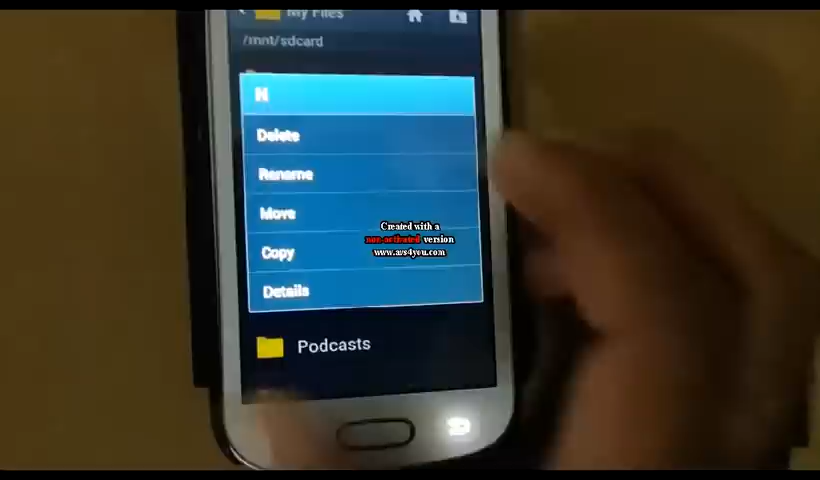 My Files
/mnt/sdcard
H
Delete
Rename
Move
Copy
Details
Created with a
non-activated version
www.avs4you.com
Podcasts